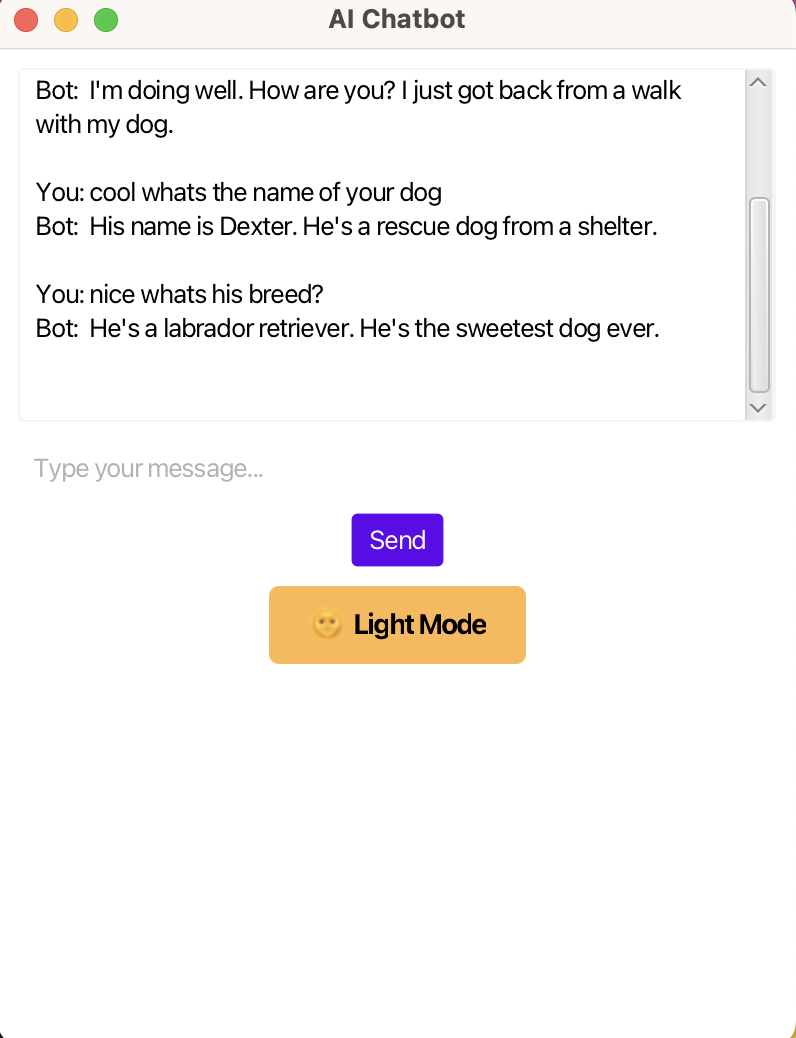 AI Chatbot
Bot:  I'm doing well. How are you? I just got back from a walk
with my dog.
You: cool whats the name of your dog
Bot:  His name is Dexter. He's a rescue dog from a shelter.
You: nice whats his breed?
Bot:  He's a labrador retriever. He's the sweetest dog ever.
Type your message...
Send
🌝 Light Mode